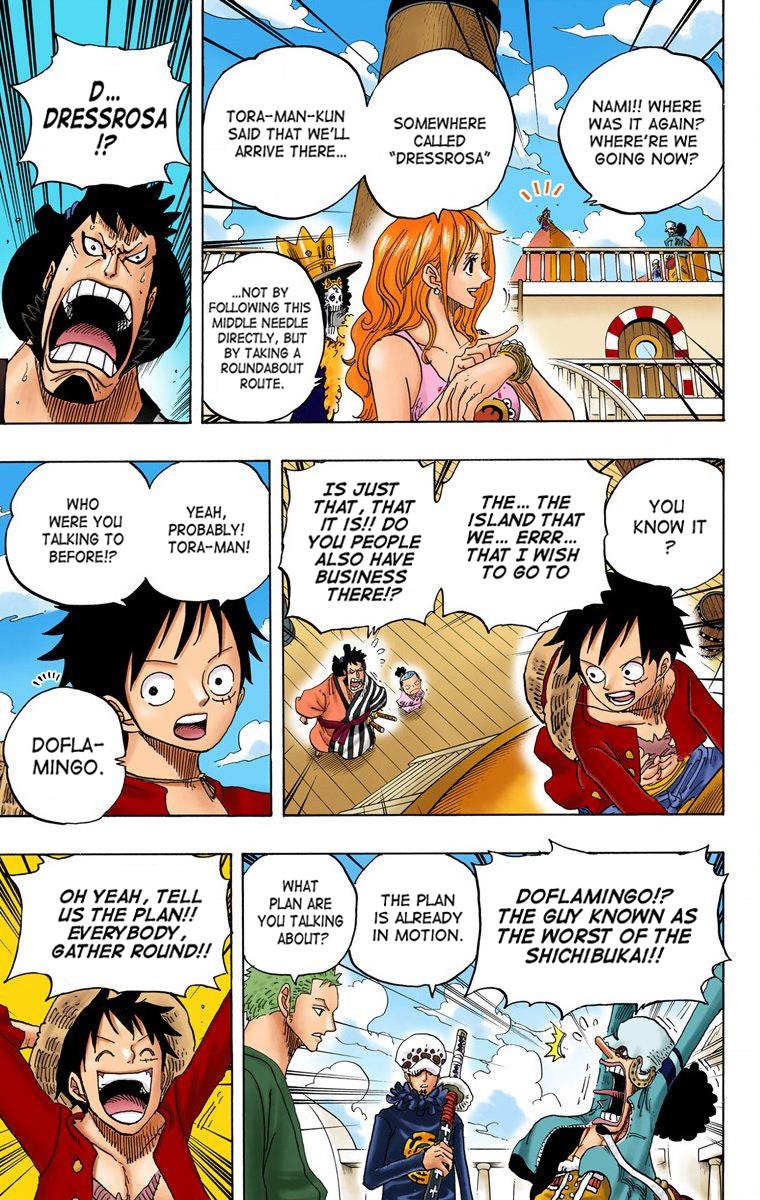 NAMI!! WHERE
WAS IT AGAIN?
WHERE'RE WE
GOING NOW?
SOMEWHERE
CALLED
"DRESSROSA"
TORA-MAN-KUN
SAID THAT WE'LL
ARRIVE THERE...
...NOT BY
FOLLOWING THIS
MIDDLE NEEDLE
DIRECTLY, BUT
BY TAKING A
ROUNDABOUT
ROUTE.
D...
DRESSROSA
!?
YOU
KNOW IT
?
THE... THE
ISLAND THAT
WE... ERRR...
THAT I WISH
TO GO TO
IS JUST
THAT, THAT
IT IS!! DO
YOU PEOPLE
ALSO HAVE
BUSINESS
THERE!?
YEAH,
PROBABLY!
TORA-MAN!
WHO
WERE YOU
TALKING TO
BEFORE!?
DOFLA-
MINGO.
DOFLAMINGO!?
THE GUY KNOWN AS
THE WORST OF THE
SHICHIBUKAI!!
THE PLAN
IS ALREADY
IN MOTION.
WHAT
PLAN ARE
YOU TALKING
ABOUT?
OH YEAH, TELL
US THE PLAN!!
EVERYBODY,
GATHER ROUND!!